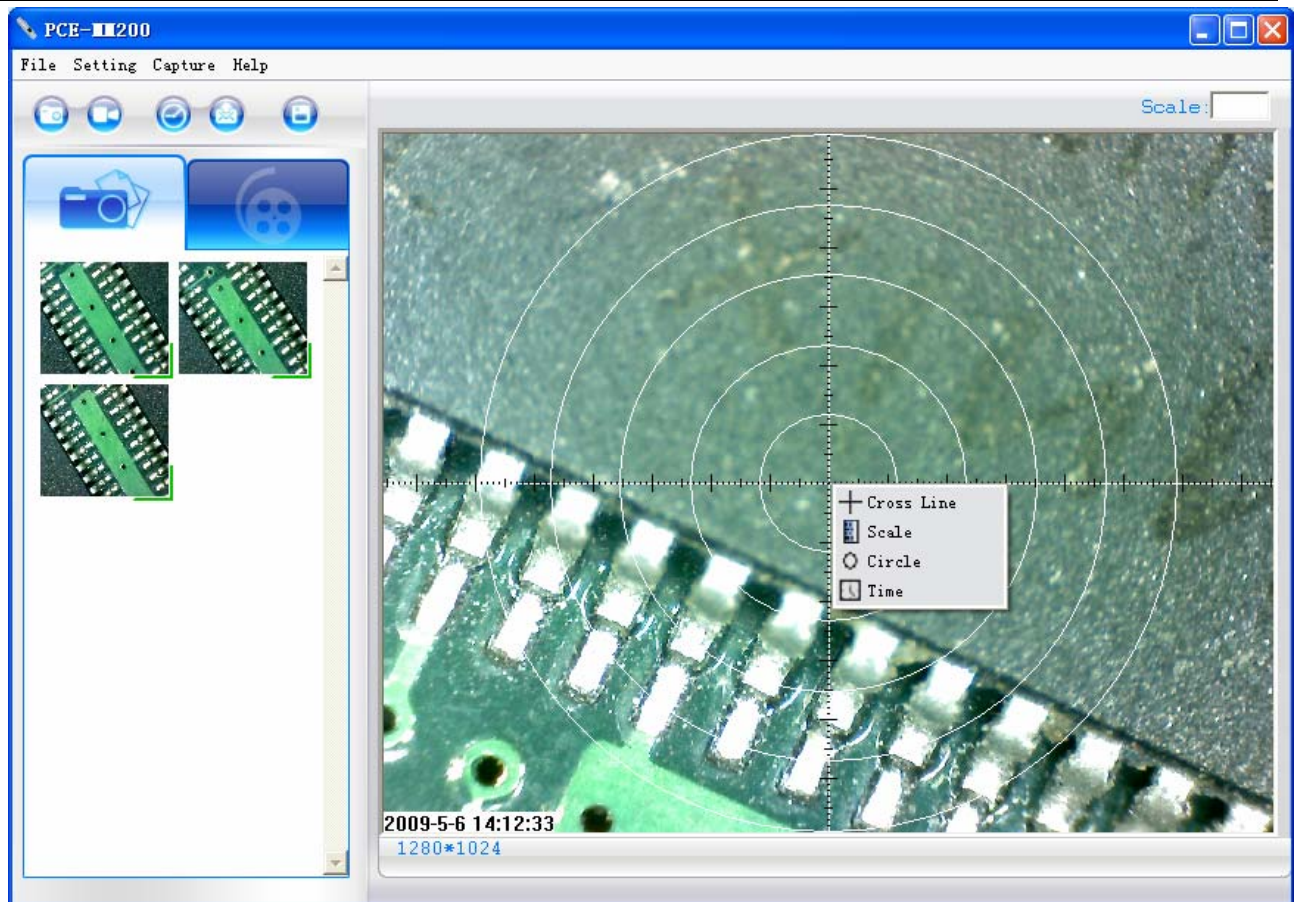 PCE-MM200
File Setting Capture Help
Scale:
Cross Line
Scale
Circle
Time
2009-5-6 14:12:33
1280*1024